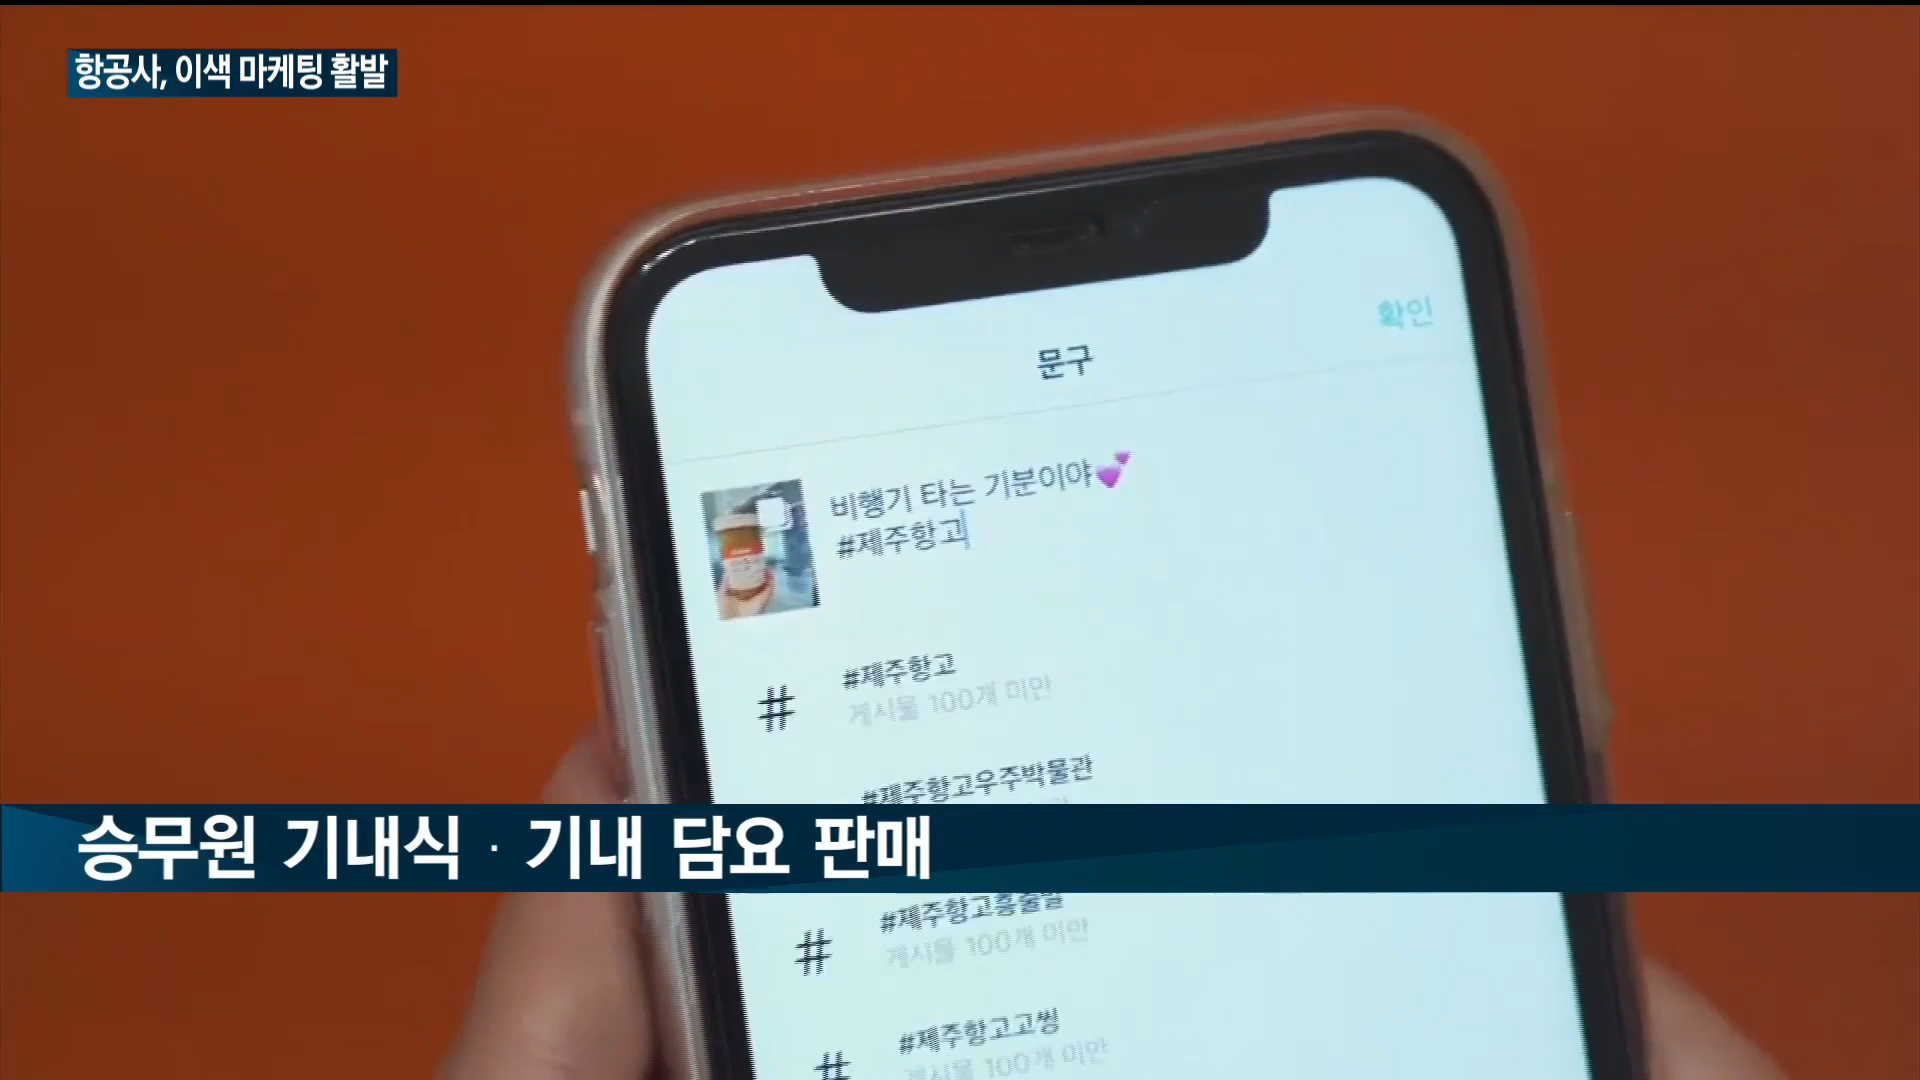 항공사, 이색 마케팅 활발
확인
문구
비행기 타는 기분이야💕
#제주항고
#제주항고
게시물 100개 미만
#제주항고우주박물관
승무원 기내식 · 기내 담요 판매
게시물 100개 미만
#제주항고고씽
게시물 100개 미만